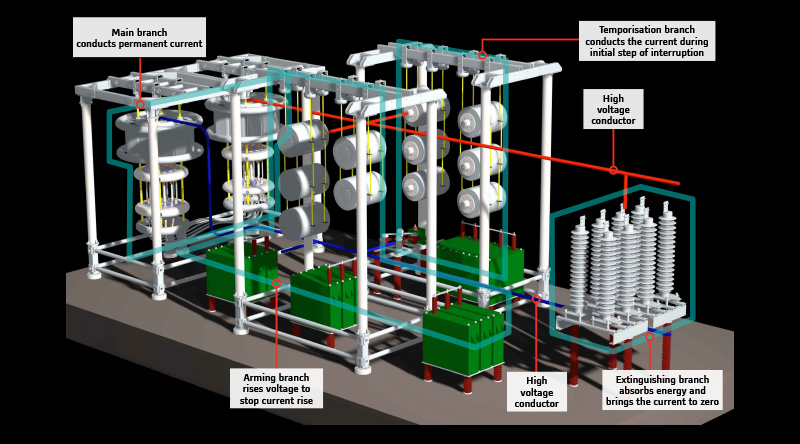 Main branch
conducts permanent current
Temporisation branch
conducts the current during
initial step of interruption
High
voltage
conductor
Arming branch
rises voltage to
stop current rise
High
voltage
conductor
Extinguishing branch
absorbs energy and
brings the current to zero